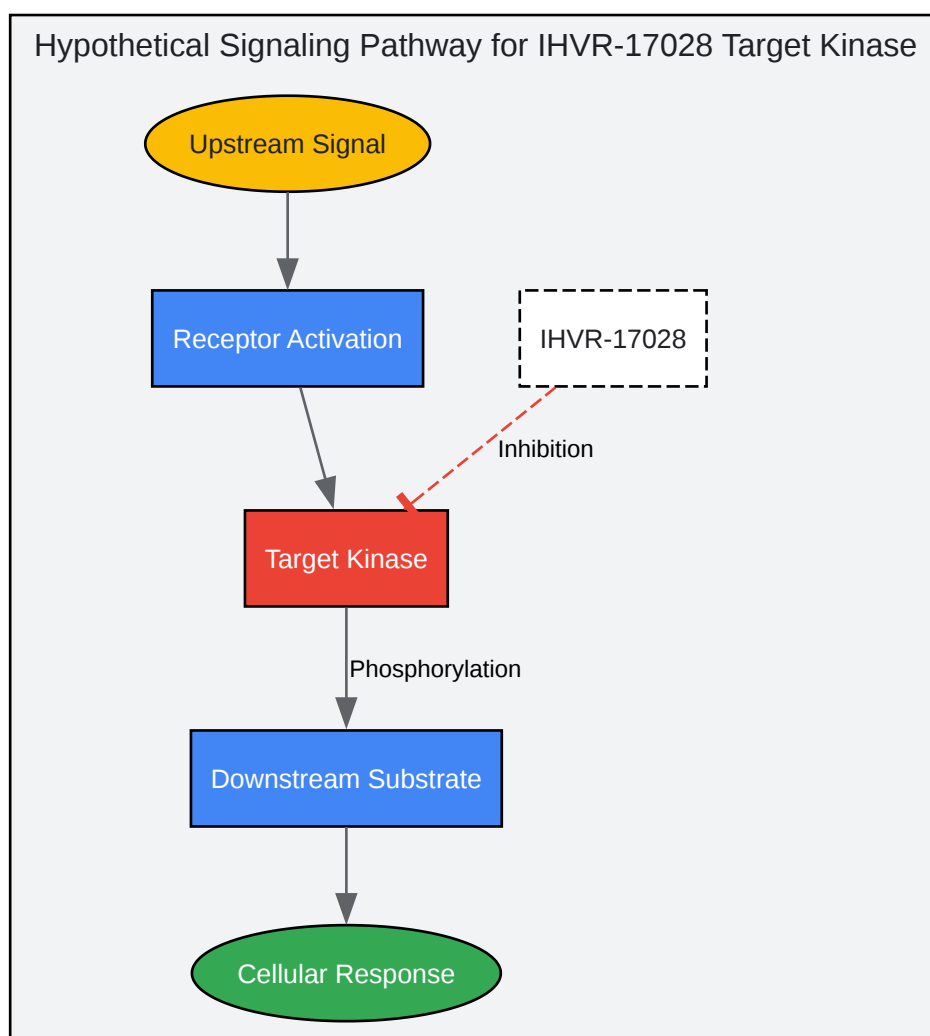 Hypothetical Signaling Pathway for IHVR-17028 Target Kinase
Upstream Signal
Receptor Activation
IHVR-17028
Inhibition
Target Kinase
Phosphorylation
Downstream Substrate
Cellular Response